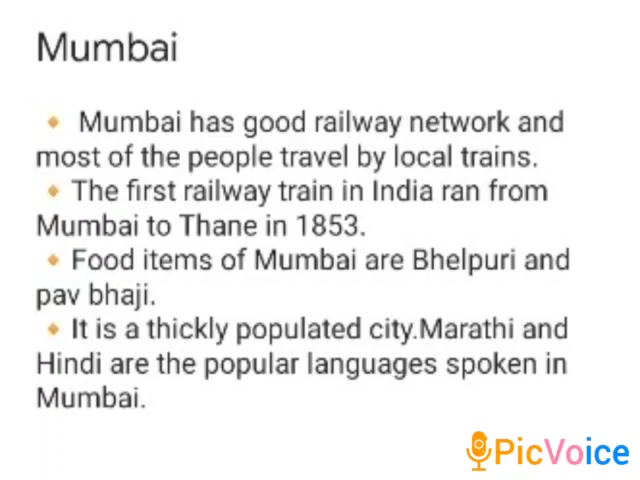 Mumbai
🔸 Mumbai has good railway network and
most of the people travel by local trains.
🔸 The first railway train in India ran from
Mumbai to Thane in 1853.
🔸 Food items of Mumbai are Bhelpuri and
pav bhaji.
🔸 It is a thickly populated city.Marathi and
Hindi are the popular languages spoken in
Mumbai.
PicVoice